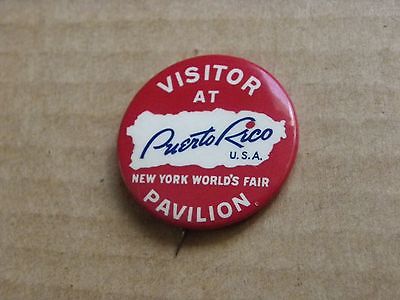 VISITOR
AT
Puerto Rico
U.S.A.
NEW YORK WORLD'S FAIR
PAVILION